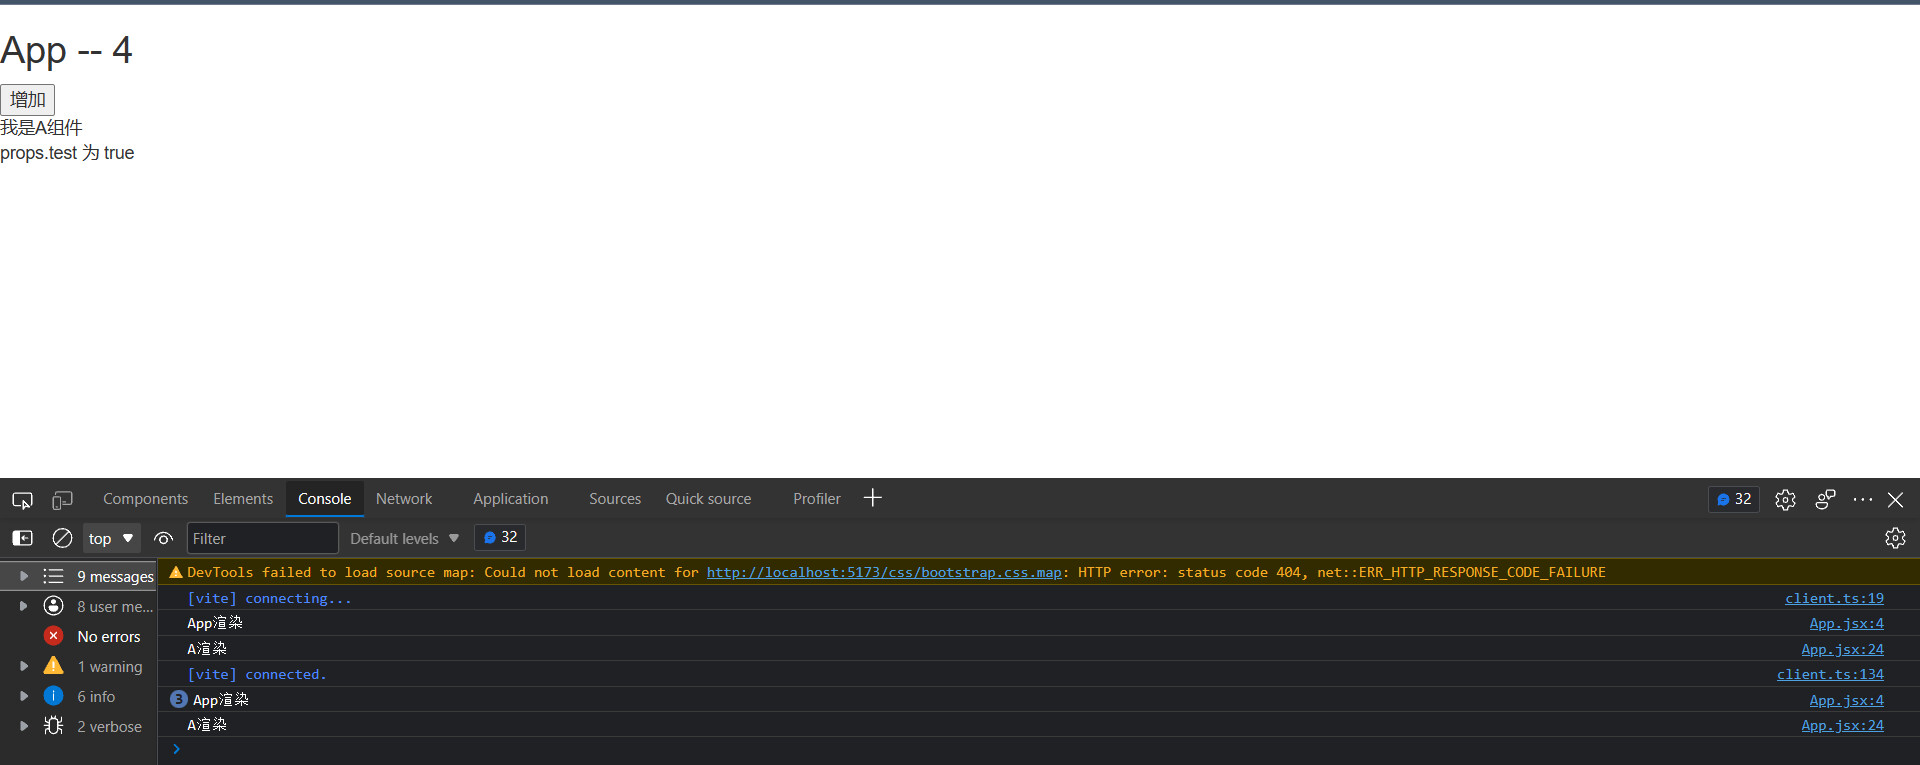 App -- 4
增加
我是A组件
props.test 为 true
Components Elements Console Network Application Sources Quick source Profiler 32
top Filter Default levels 32
9 messages
8 user me...
No errors
1 warning
6 info
2 verbose
DevTools failed to load source map: Could not load content for http://localhost:5173/css/bootstrap.css.map: HTTP error: status code 404, net::ERR_HTTP_RESPONSE_CODE_FAILURE
[vite] connecting... client.ts:19
App渲染 App.jsx:4
A渲染 App.jsx:24
[vite] connected. client.ts:134
3 App渲染 App.jsx:4
A渲染 App.jsx:24